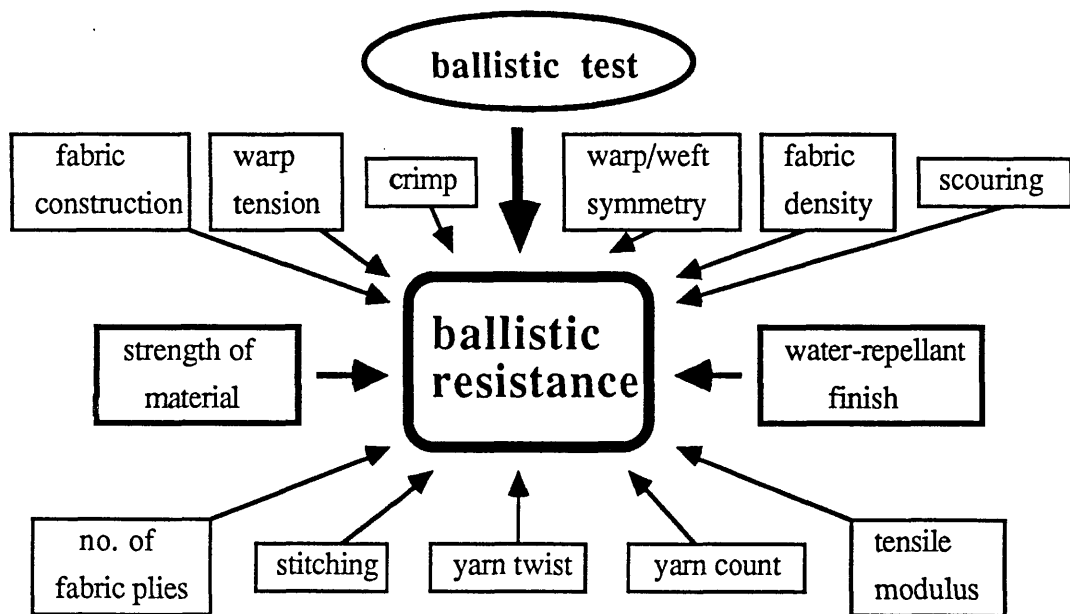 ballistic test
fabric
construction
warp
tension
crimp
warp/weft
symmetry
fabric
density
scouring
strength of
material
ballistic
resistance
water-repellant
finish
no. of
fabric plies
stitching
yarn twist
yarn count
tensile
modulus